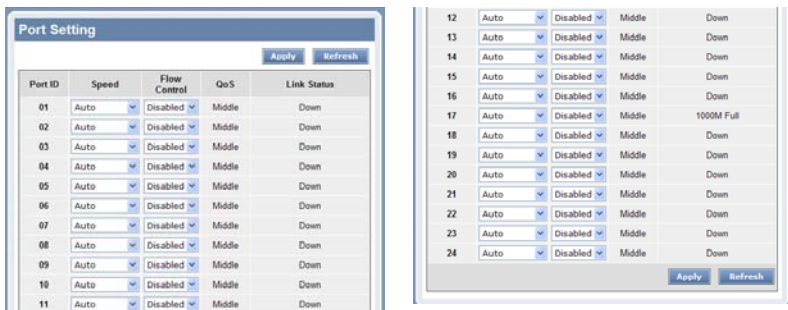 Port Setting
Apply Refresh
Port ID Speed Flow Control QoS Link Status
01 Auto Disabled Middle Down
02 Auto Disabled Middle Down
03 Auto Disabled Middle Down
04 Auto Disabled Middle Down
05 Auto Disabled Middle Down
06 Auto Disabled Middle Down
07 Auto Disabled Middle Down
08 Auto Disabled Middle Down
09 Auto Disabled Middle Down
10 Auto Disabled Middle Down
11 Auto Disabled Middle Down
12 Auto Disabled Middle Down
13 Auto Disabled Middle Down
14 Auto Disabled Middle Down
15 Auto Disabled Middle Down
16 Auto Disabled Middle Down
17 Auto Disabled Middle 1000M Full
18 Auto Disabled Middle Down
19 Auto Disabled Middle Down
20 Auto Disabled Middle Down
21 Auto Disabled Middle Down
22 Auto Disabled Middle Down
23 Auto Disabled Middle Down
24 Auto Disabled Middle Down
Apply Refresh